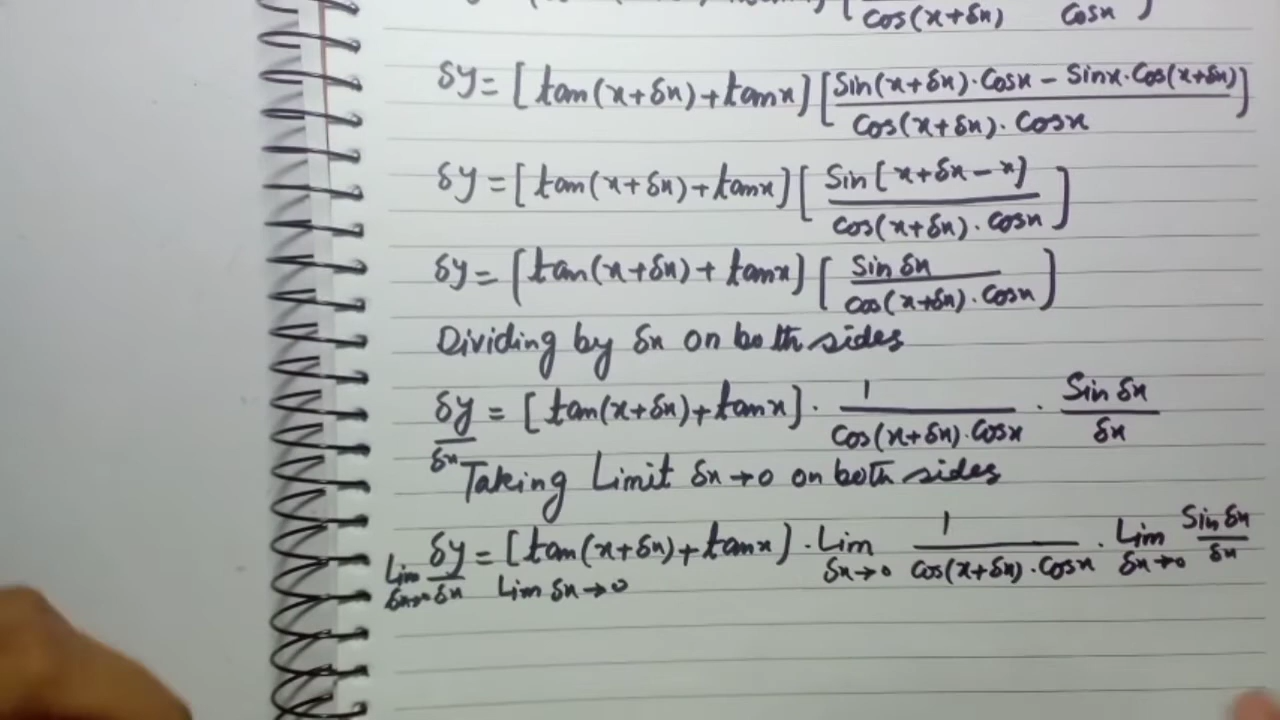 cos(x+δx) cosx
δy = [tan(x+δx)+tanx] [Sin(x+δx)·Cosx − Sinx·Cos(x+δx) / Cos(x+δx)·Cosx]
δy = [tan(x+δx)+tanx] [Sin[x+δx−x] / cos(x+δx)·Cosx]
δy = [tan(x+δx)+tanx] [Sin δx / cos(x+δx)·Cosx]
Dividing by δx on both sides
δy/δx = [tan(x+δx)+tanx] · 1/cos(x+δx)·Cosx · Sin δx/δx
Taking Limit δx→0 on both sides
Lim δx→0 δy/δx = [tan(x+δx)+tanx] · Lim δx→0 1/cos(x+δx)·Cosx · Lim δx→0 Sin δx/δx
Lim δx→0